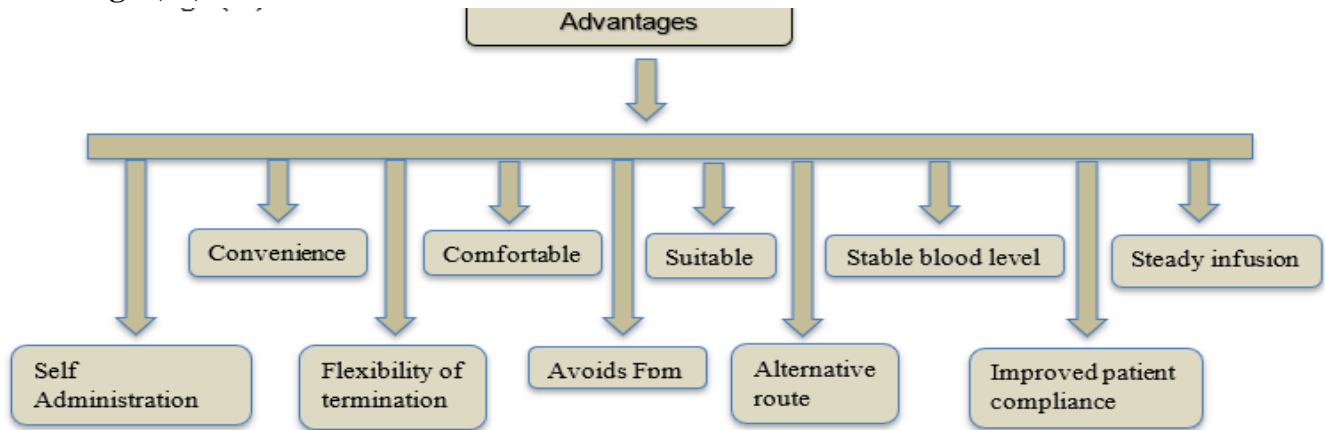 Advantages
Convenience
Comfortable
Suitable
Stable blood level
Steady infusion
Self
Administration
Flexibility of
termination
Avoids Fpm
Alternative
route
Improved patient
compliance